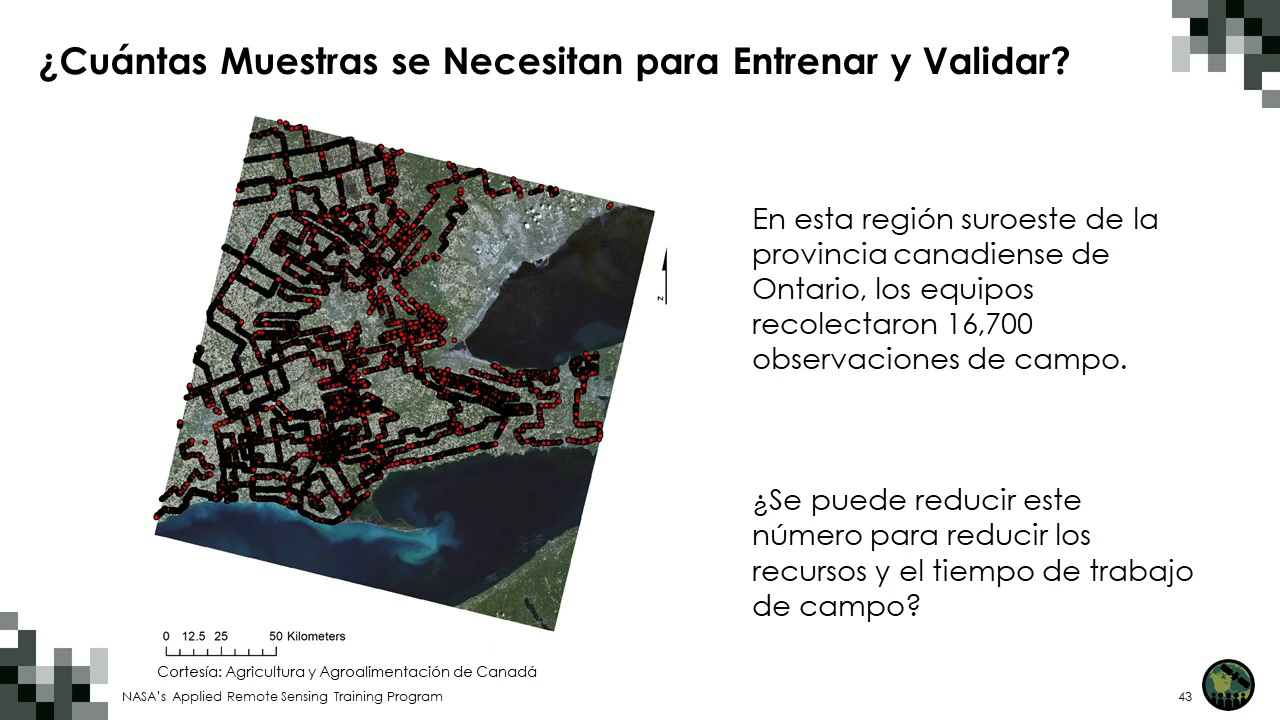 ¿Cuántas Muestras se Necesitan para Entrenar y Validar?
En esta región suroeste de la
provincia canadiense de
Ontario, los equipos
recolectaron 16,700
observaciones de campo.
¿Se puede reducir este
número para reducir los
recursos y el tiempo de trabajo
de campo?
N
0 12.5 25 50 Kilometers
Cortesía: Agricultura y Agroalimentación de Canadá
NASA's Applied Remote Sensing Training Program
43